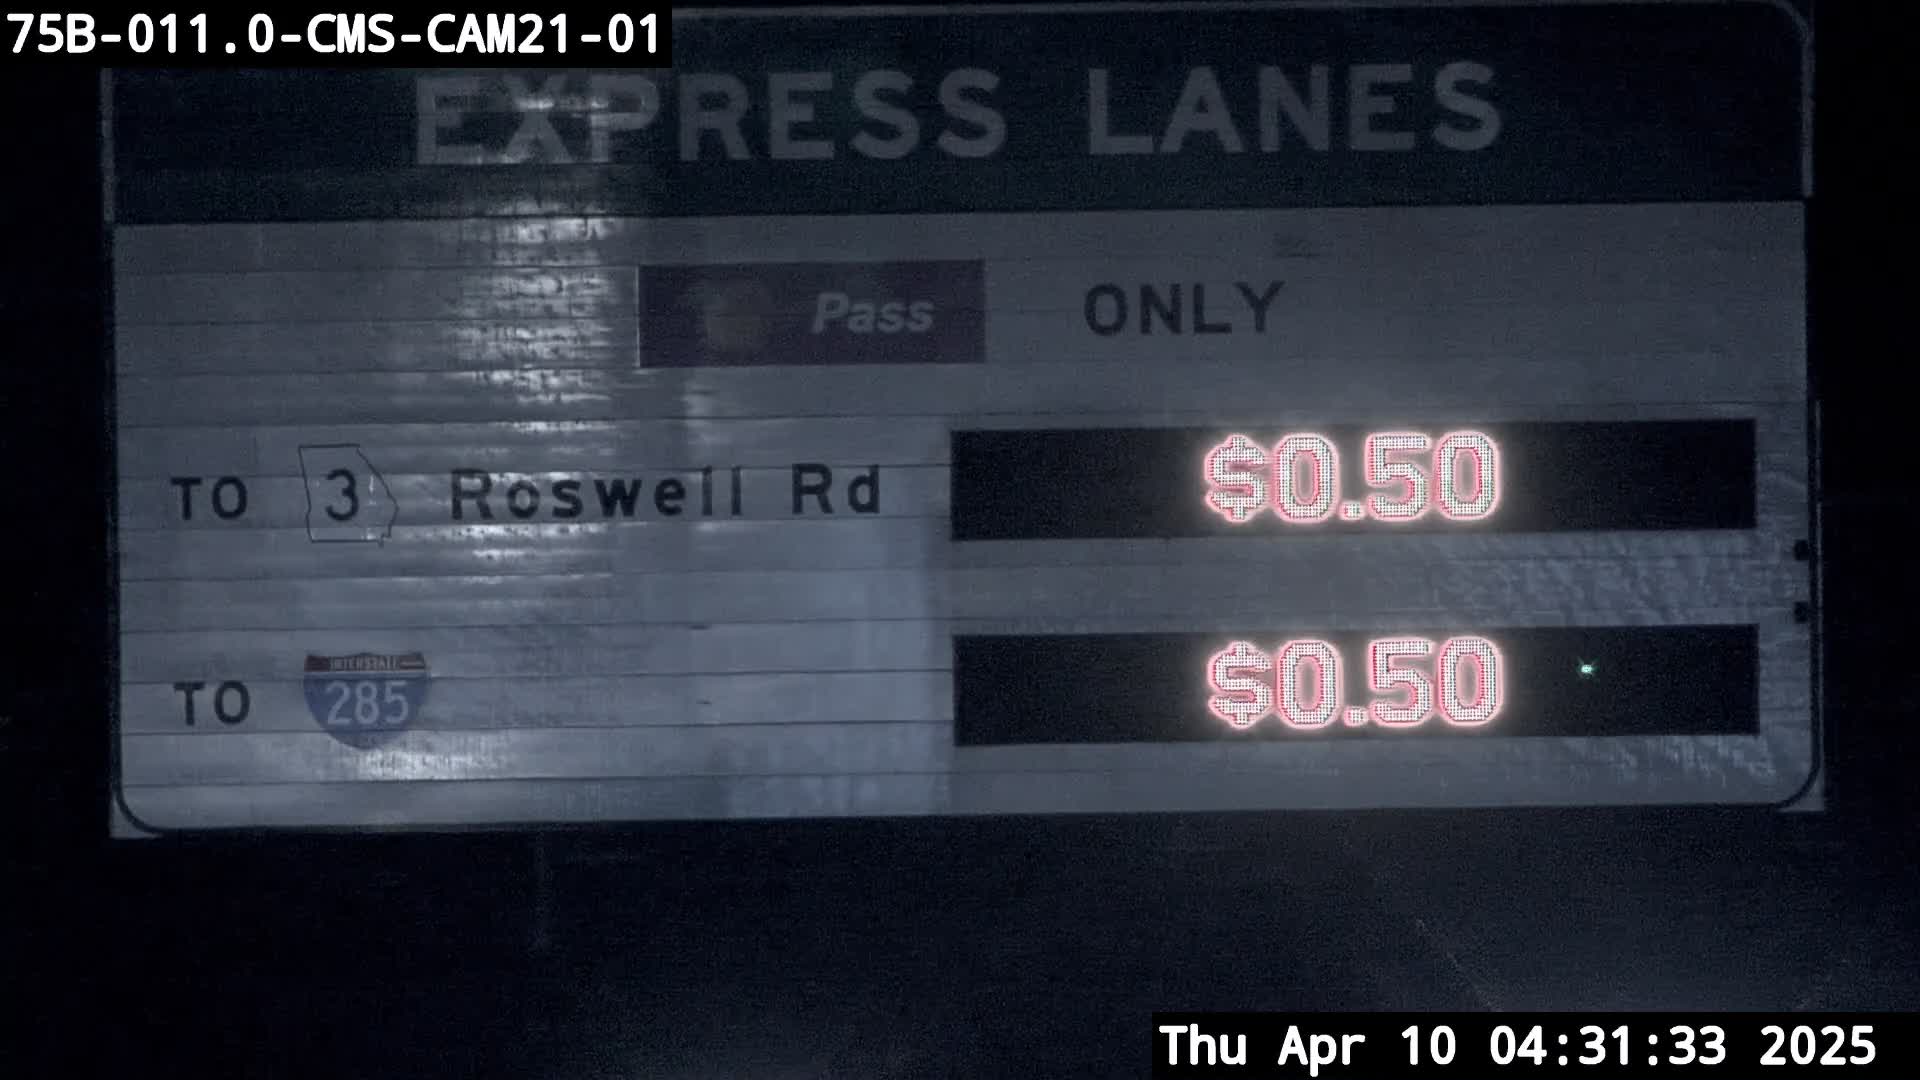 75B-011.0-CMS-CAM21-01
EXPRESS LANES
Pass ONLY
TO 3 Roswell Rd $0.50
TO INTERSTATE 285 $0.50
Thu Apr 10 04:31:33 2025